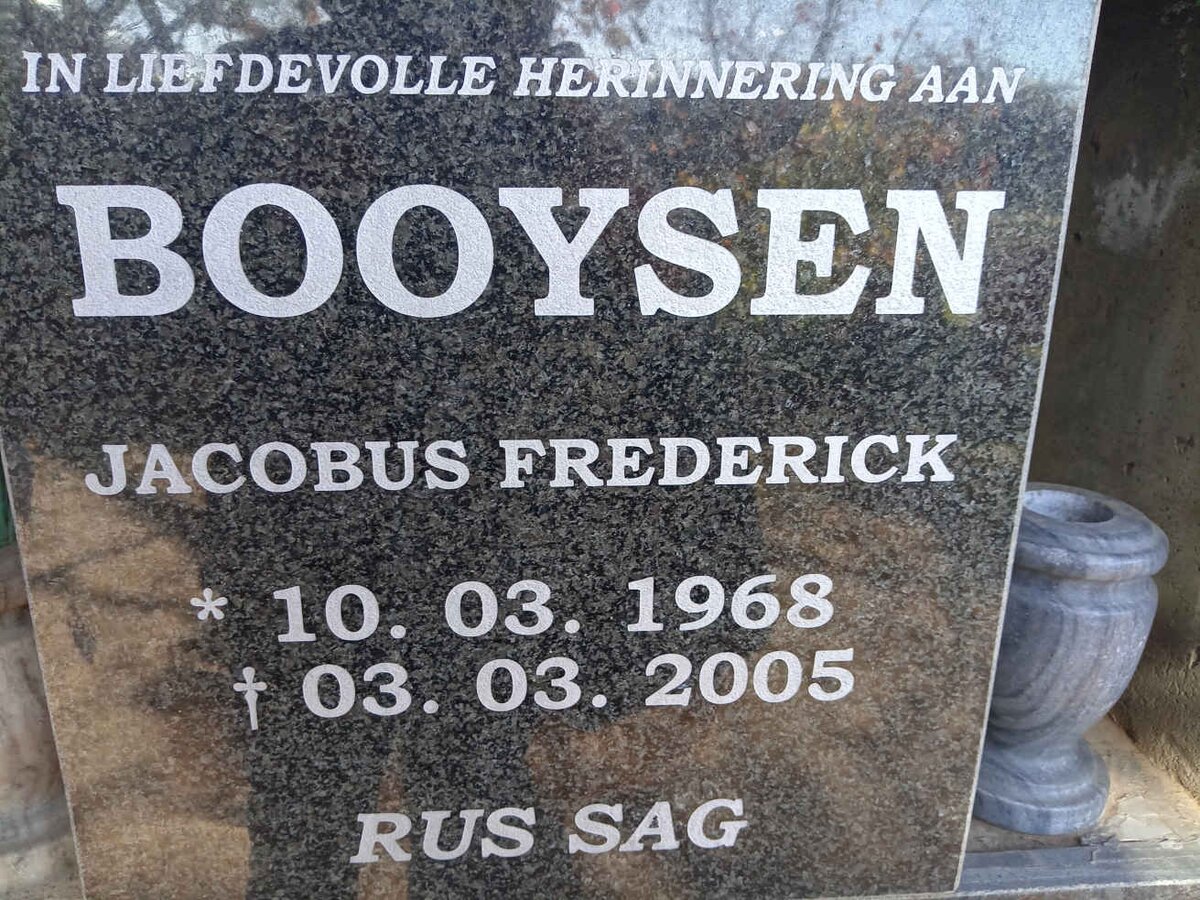 IN LIEFDEVOLLE HERINNERING AAN
BOOYSEN
JACOBUS FREDERICK
* 10. 03. 1968
† 03. 03. 2005
RUS SAG